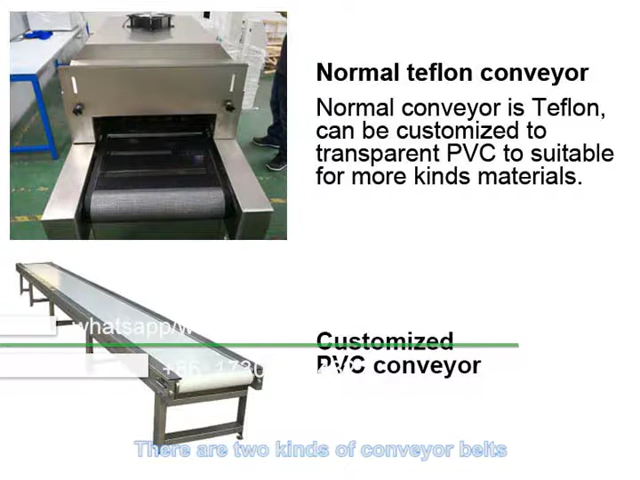 Normal teflon conveyor
Normal conveyor is Teflon,
can be customized to
transparent PVC to suitable
for more kinds materials.
whatsapp/
Customized
PVC conveyor
+86
There are two kinds of conveyor belts